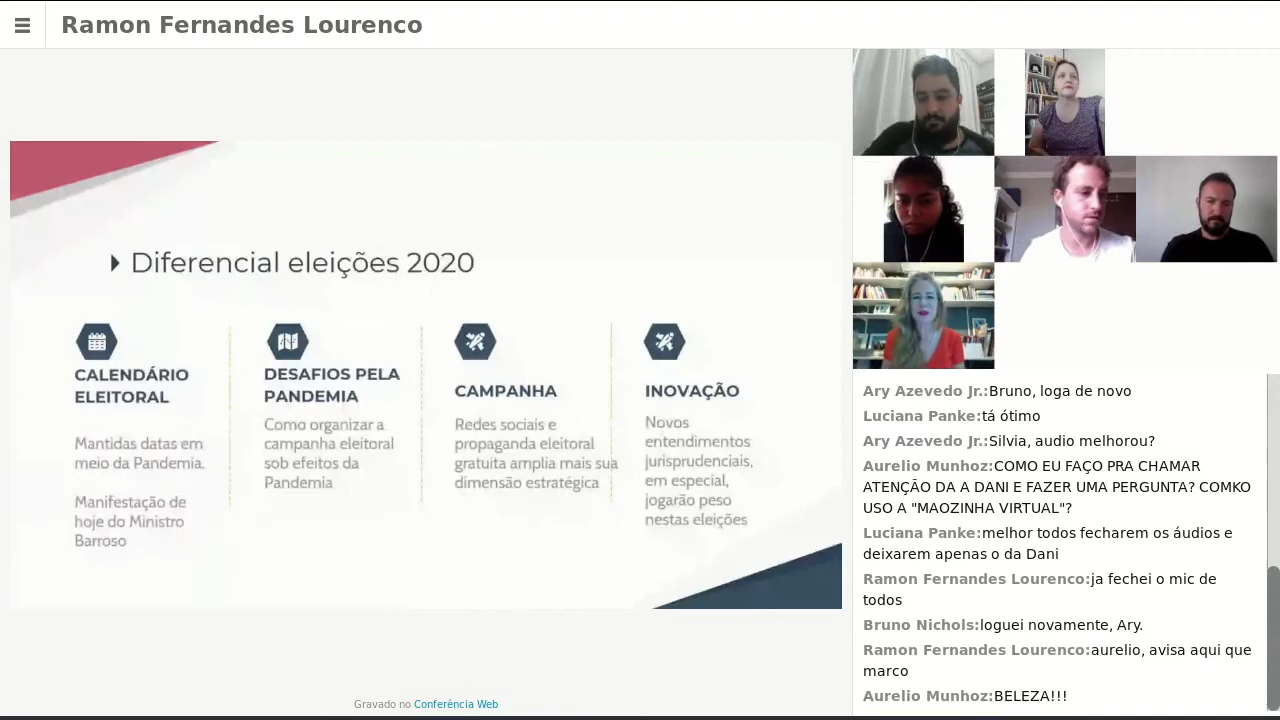 Ramon Fernandes Lourenco
Diferencial eleições 2020
CALENDÁRIO
ELEITORAL
Mantidas datas em
meio da Pandemia.
Manifestação de
hoje do Ministro
Barroso
DESAFIOS PELA
PANDEMIA
Como organizar a
campanha eleitoral
sob efeitos da
Pandemia
CAMPANHA
Redes sociais e
propaganda eleitoral
gratuita amplia mais sua
dimensão estratégica
INOVAÇÃO
Novos
entendimentos
jurisprudenciais,
em especial,
jogarão peso
nestas eleições
Gravado no Conferência Web
Ary Azevedo Jr.:Bruno, loga de novo
Luciana Panke:tá ótimo
Ary Azevedo Jr.:Silvia, audio melhorou?
Aurelio Munhoz:COMO EU FAÇO PRA CHAMAR
ATENÇÃO DA A DANI E FAZER UMA PERGUNTA? COMKO
USO A "MAOZINHA VIRTUAL"?
Luciana Panke:melhor todos fecharem os áudios e
deixarem apenas o da Dani
Ramon Fernandes Lourenco:ja fechei o mic de
todos
Bruno Nichols:loguei novamente, Ary.
Ramon Fernandes Lourenco:aurelio, avisa aqui que
marco
Aurelio Munhoz:BELEZA!!!